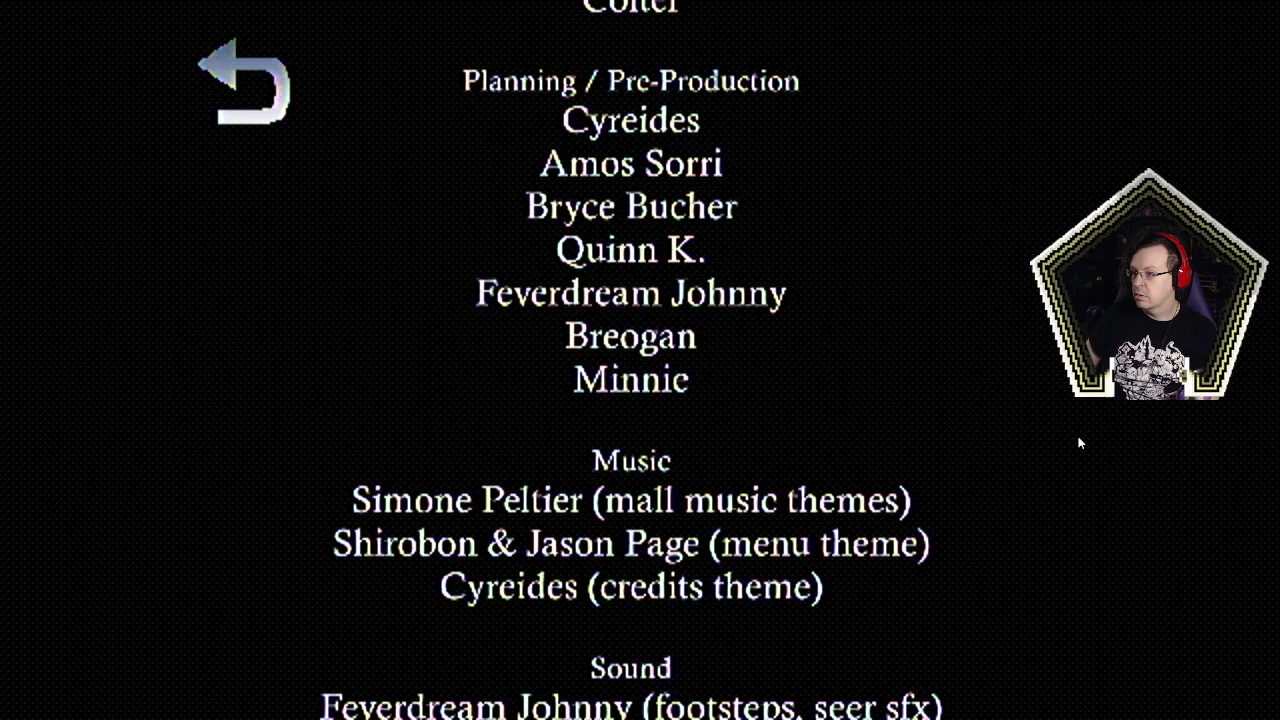 Planning / Pre-Production
Cyreides
Amos Sorri
Bryce Bucher
Quinn K.
Feverdream Johnny
Breogan
Minnie
Music
Simone Peltier (mall music themes)
Shirobon & Jason Page (menu theme)
Cyreides (credits theme)
Sound
Feverdream Johnny (footsteps, seer sfx)